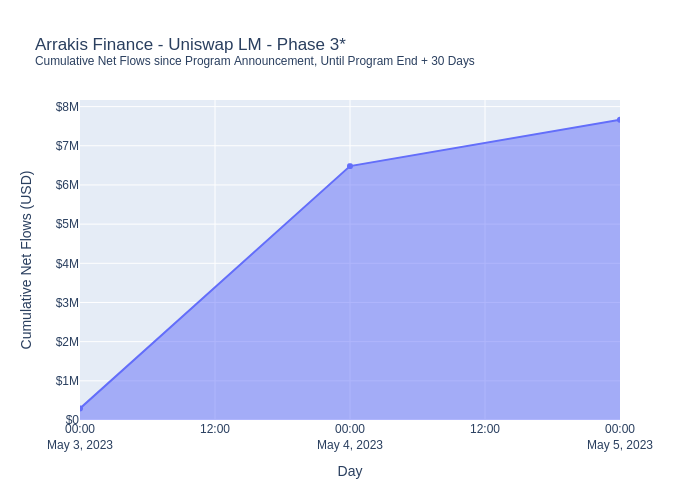 Arrakis Finance - Uniswap LM - Phase 3*
Cumulative Net Flows since Program Announcement, Until Program End + 30 Days
$8M
$7M
$6M
$5M
$4M
$3M
$2M
$1M
$0
Cumulative Net Flows (USD)
00:00 12:00 00:00 12:00 00:00
May 3, 2023 May 4, 2023 May 5, 2023
Day